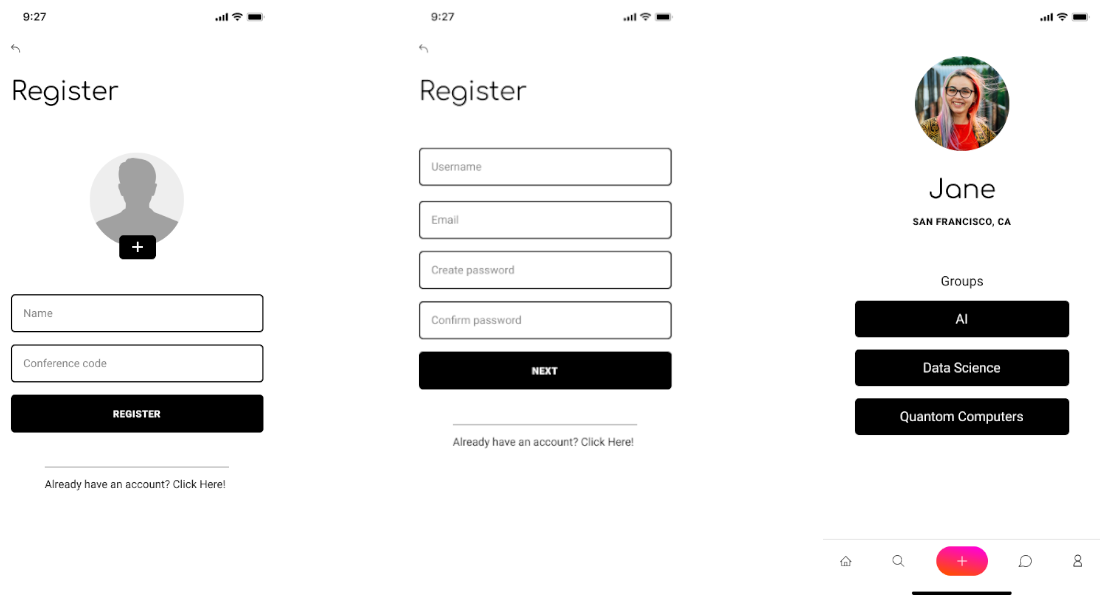 9:27
Register
Name
Conference code
REGISTER
Already have an account? Click Here!
9:27
Register
Username
Email
Create password
Confirm password
NEXT
Already have an account? Click Here!
Jane
SAN FRANCISCO, CA
Groups
AI
Data Science
Quantom Computers